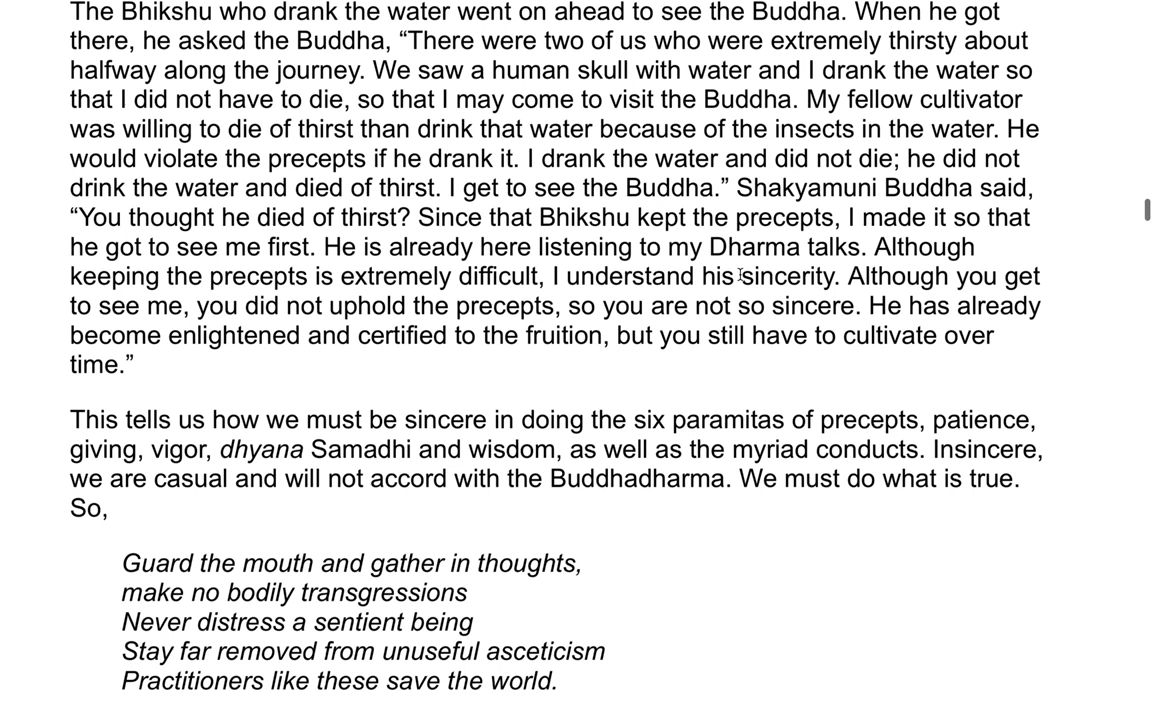 The Bhikshu who drank the water went on ahead to see the Buddha. When he got
there, he asked the Buddha, “There were two of us who were extremely thirsty about
halfway along the journey. We saw a human skull with water and I drank the water so
that I did not have to die, so that I may come to visit the Buddha. My fellow cultivator
was willing to die of thirst than drink that water because of the insects in the water. He
would violate the precepts if he drank it. I drank the water and did not die; he did not
drink the water and died of thirst. I get to see the Buddha.” Shakyamuni Buddha said,
“You thought he died of thirst? Since that Bhikshu kept the precepts, I made it so that
he got to see me first. He is already here listening to my Dharma talks. Although
keeping the precepts is extremely difficult, I understand his sincerity. Although you get
to see me, you did not uphold the precepts, so you are not so sincere. He has already
become enlightened and certified to the fruition, but you still have to cultivate over
time.”
This tells us how we must be sincere in doing the six paramitas of precepts, patience,
giving, vigor, dhyana Samadhi and wisdom, as well as the myriad conducts. Insincere,
we are casual and will not accord with the Buddhadharma. We must do what is true.
So,
Guard the mouth and gather in thoughts,
make no bodily transgressions
Never distress a sentient being
Stay far removed from unuseful asceticism
Practitioners like these save the world.